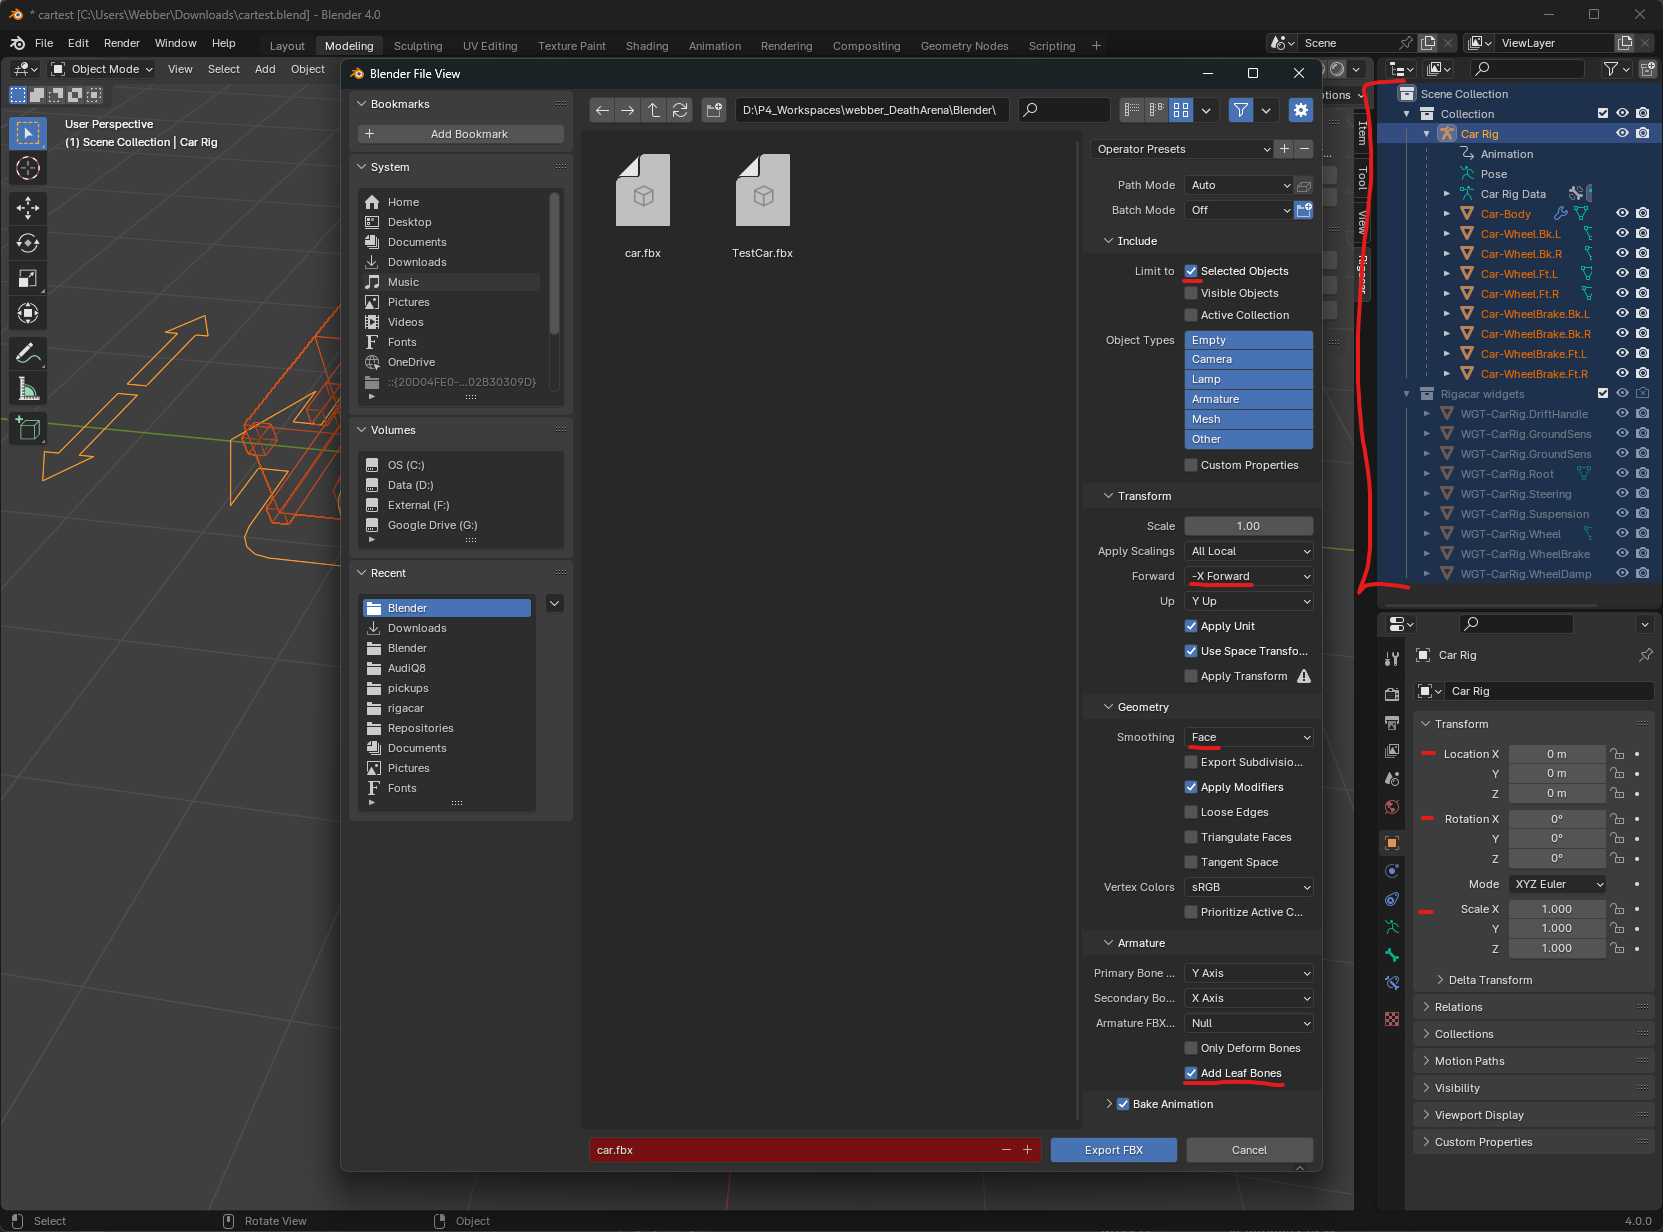 * cartest [C:\Users\Webber\Downloads\cartest.blend] - Blender 4.0
File Edit Render Window Help
Layout Modeling Sculpting UV Editing Texture Paint Shading Animation Rendering Compositing Geometry Nodes Scripting +
Scene
ViewLayer
Object Mode View Select Add Object
User Perspective
(1) Scene Collection | Car Rig
Blender File View
Bookmarks
Add Bookmark
System
Home
Desktop
Documents
Downloads
Music
Pictures
Videos
Fonts
OneDrive
::{20D04FE0-...02B30309D}
Volumes
OS (C:)
Data (D:)
External (F:)
Google Drive (G:)
Recent
Blender
Downloads
Blender
AudiQ8
pickups
rigacar
Repositories
Documents
Pictures
Fonts
D:\P4_Workspaces\webber_DeathArena\Blender\
car.fbx
TestCar.fbx
Operator Presets
Path Mode Auto
Batch Mode Off
Include
Limit to Selected Objects
Visible Objects
Active Collection
Object Types Empty
Camera
Lamp
Armature
Mesh
Other
Custom Properties
Transform
Scale 1.00
Apply Scalings All Local
Forward -X Forward
Up Y Up
Apply Unit
Use Space Transfo...
Apply Transform
Geometry
Smoothing Face
Export Subdivisio...
Apply Modifiers
Loose Edges
Triangulate Faces
Tangent Space
Vertex Colors sRGB
Prioritize Active C...
Armature
Primary Bone ... Y Axis
Secondary Bo... X Axis
Armature FBX... Null
Only Deform Bones
Add Leaf Bones
Bake Animation
car.fbx
Export FBX
Cancel
Item
Tool
View
Scene Collection
Collection
Car Rig
Animation
Pose
Car Rig Data
Car-Body
Car-Wheel.Bk.L
Car-Wheel.Bk.R
Car-Wheel.Ft.L
Car-Wheel.Ft.R
Car-WheelBrake.Bk.L
Car-WheelBrake.Bk.R
Car-WheelBrake.Ft.L
Car-WheelBrake.Ft.R
Rigacar widgets
WGT-CarRig.DriftHandle
WGT-CarRig.GroundSens
WGT-CarRig.GroundSens
WGT-CarRig.Root
WGT-CarRig.Steering
WGT-CarRig.Suspension
WGT-CarRig.Wheel
WGT-CarRig.WheelBrake
WGT-CarRig.WheelDamp
Car Rig
Car Rig
Transform
Location X 0 m
Y 0 m
Z 0 m
Rotation X 0°
Y 0°
Z 0°
Mode XYZ Euler
Scale X 1.000
Y 1.000
Z 1.000
Delta Transform
Relations
Collections
Motion Paths
Visibility
Viewport Display
Custom Properties
Select
Rotate View
Object
4.0.0